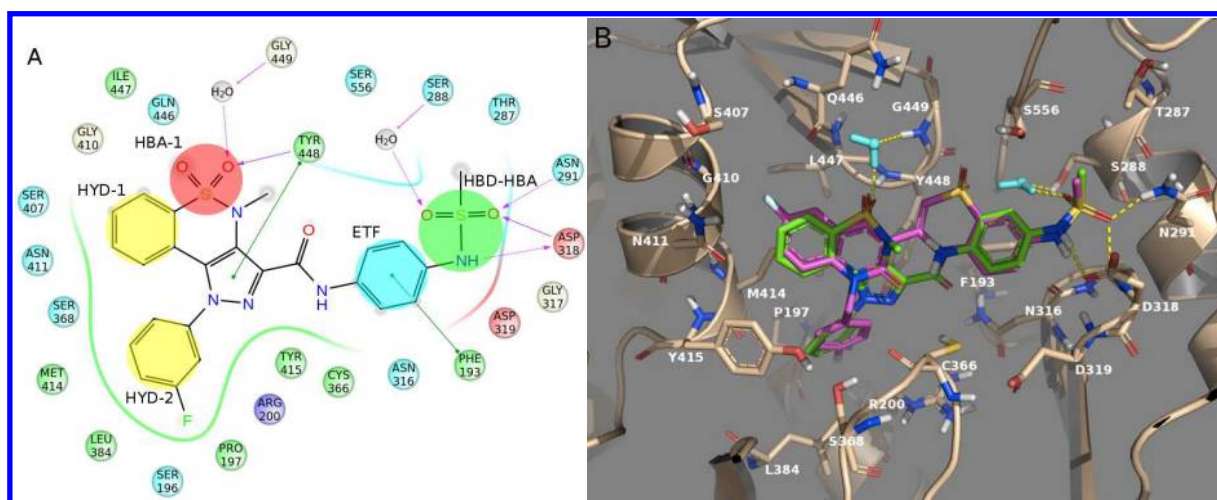 A
GLY
449
ILE
447
GLN
446
H₂O
SER
556
SER
288
THR
287
GLY
410
HBA-1
TYR
448
H₂O
HBD-HBA
ASN
291
O
O
S
O
S
O
HYD-1
SER
407
N
ETF
NH
ASP
318
ASN
411
O
GLY
317
SER
368
N
N
N
H
ASP
319
MET
414
TYR
415
CYS
366
ASN
316
PHE
193
HYD-2
F
ARG
200
LEU
384
PRO
197
SER
196
B
S407
Q446
G449
S556
T287
L447
S288
G410
Y448
N411
N291
F193
M414
P197
N316
D318
Y415
C366
D319
R200
S368
L384